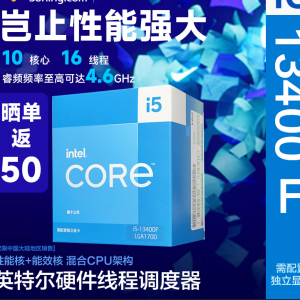 岂止性能强大
10 核心 16 线程
睿频频率至高可达4.6GHz
晒单
返
50
i5
intel.
CORE™
i5-13400F
LGA1700
性能核+能效核 混合CPU架构
英特尔硬件线程调度器
13400
需配
独立显